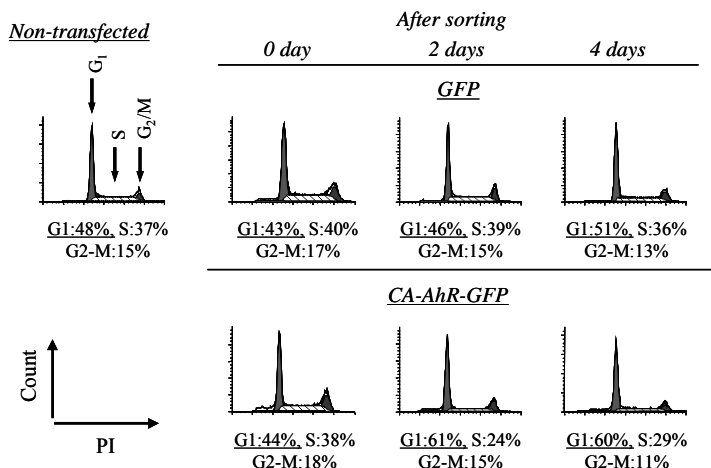 Non-transfected
After sorting
0 day 2 days 4 days
GFP
G1
S
G2/M
G1:48%, S:37%
G2-M:15%
G1:43%, S:40%
G2-M:17%
G1:46%, S:39%
G2-M:15%
G1:51%, S:36%
G2-M:13%
CA-AhR-GFP
Count
PI
G1:44%, S:38%
G2-M:18%
G1:61%, S:24%
G2-M:15%
G1:60%, S:29%
G2-M:11%